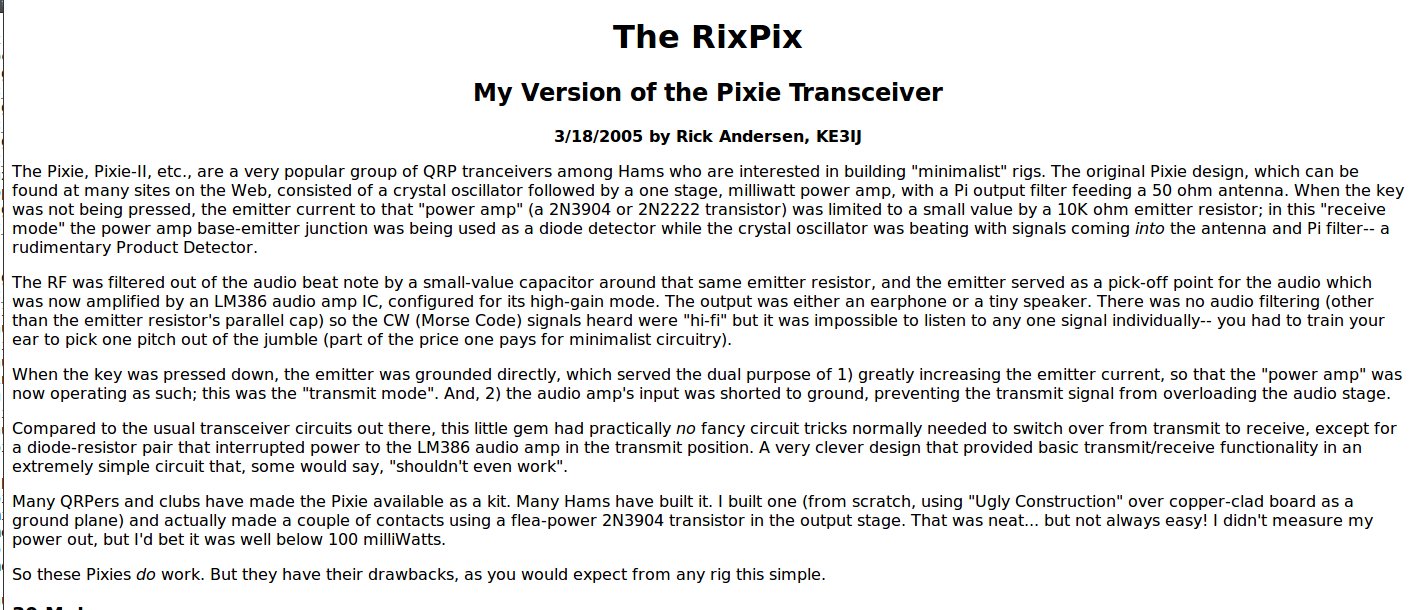 The RixPix
My Version of the Pixie Transceiver
3/18/2005 by Rick Andersen, KE3IJ
The Pixie, Pixie-II, etc., are a very popular group of QRP tranceivers among Hams who are interested in building "minimalist" rigs. The original Pixie design, which can be
found at many sites on the Web, consisted of a crystal oscillator followed by a one stage, milliwatt power amp, with a Pi output filter feeding a 50 ohm antenna. When the key
was not being pressed, the emitter current to that "power amp" (a 2N3904 or 2N2222 transistor) was limited to a small value by a 10K ohm emitter resistor; in this "receive
mode" the power amp base-emitter junction was being used as a diode detector while the crystal oscillator was beating with signals coming into the antenna and Pi filter-- a
rudimentary Product Detector.
The RF was filtered out of the audio beat note by a small-value capacitor around that same emitter resistor, and the emitter served as a pick-off point for the audio which
was now amplified by an LM386 audio amp IC, configured for its high-gain mode. The output was either an earphone or a tiny speaker. There was no audio filtering (other
than the emitter resistor's parallel cap) so the CW (Morse Code) signals heard were "hi-fi" but it was impossible to listen to any one signal individually-- you had to train your
ear to pick one pitch out of the jumble (part of the price one pays for minimalist circuitry).
When the key was pressed down, the emitter was grounded directly, which served the dual purpose of 1) greatly increasing the emitter current, so that the "power amp" was
now operating as such; this was the "transmit mode". And, 2) the audio amp's input was shorted to ground, preventing the transmit signal from overloading the audio stage.
Compared to the usual transceiver circuits out there, this little gem had practically no fancy circuit tricks normally needed to switch over from transmit to receive, except for
a diode-resistor pair that interrupted power to the LM386 audio amp in the transmit position. A very clever design that provided basic transmit/receive functionality in an
extremely simple circuit that, some would say, "shouldn't even work".
Many QRPers and clubs have made the Pixie available as a kit. Many Hams have built it. I built one (from scratch, using "Ugly Construction" over copper-clad board as a
ground plane) and actually made a couple of contacts using a flea-power 2N3904 transistor in the output stage. That was neat... but not always easy! I didn't measure my
power out, but I'd bet it was well below 100 milliWatts.
So these Pixies do work. But they have their drawbacks, as you would expect from any rig this simple.